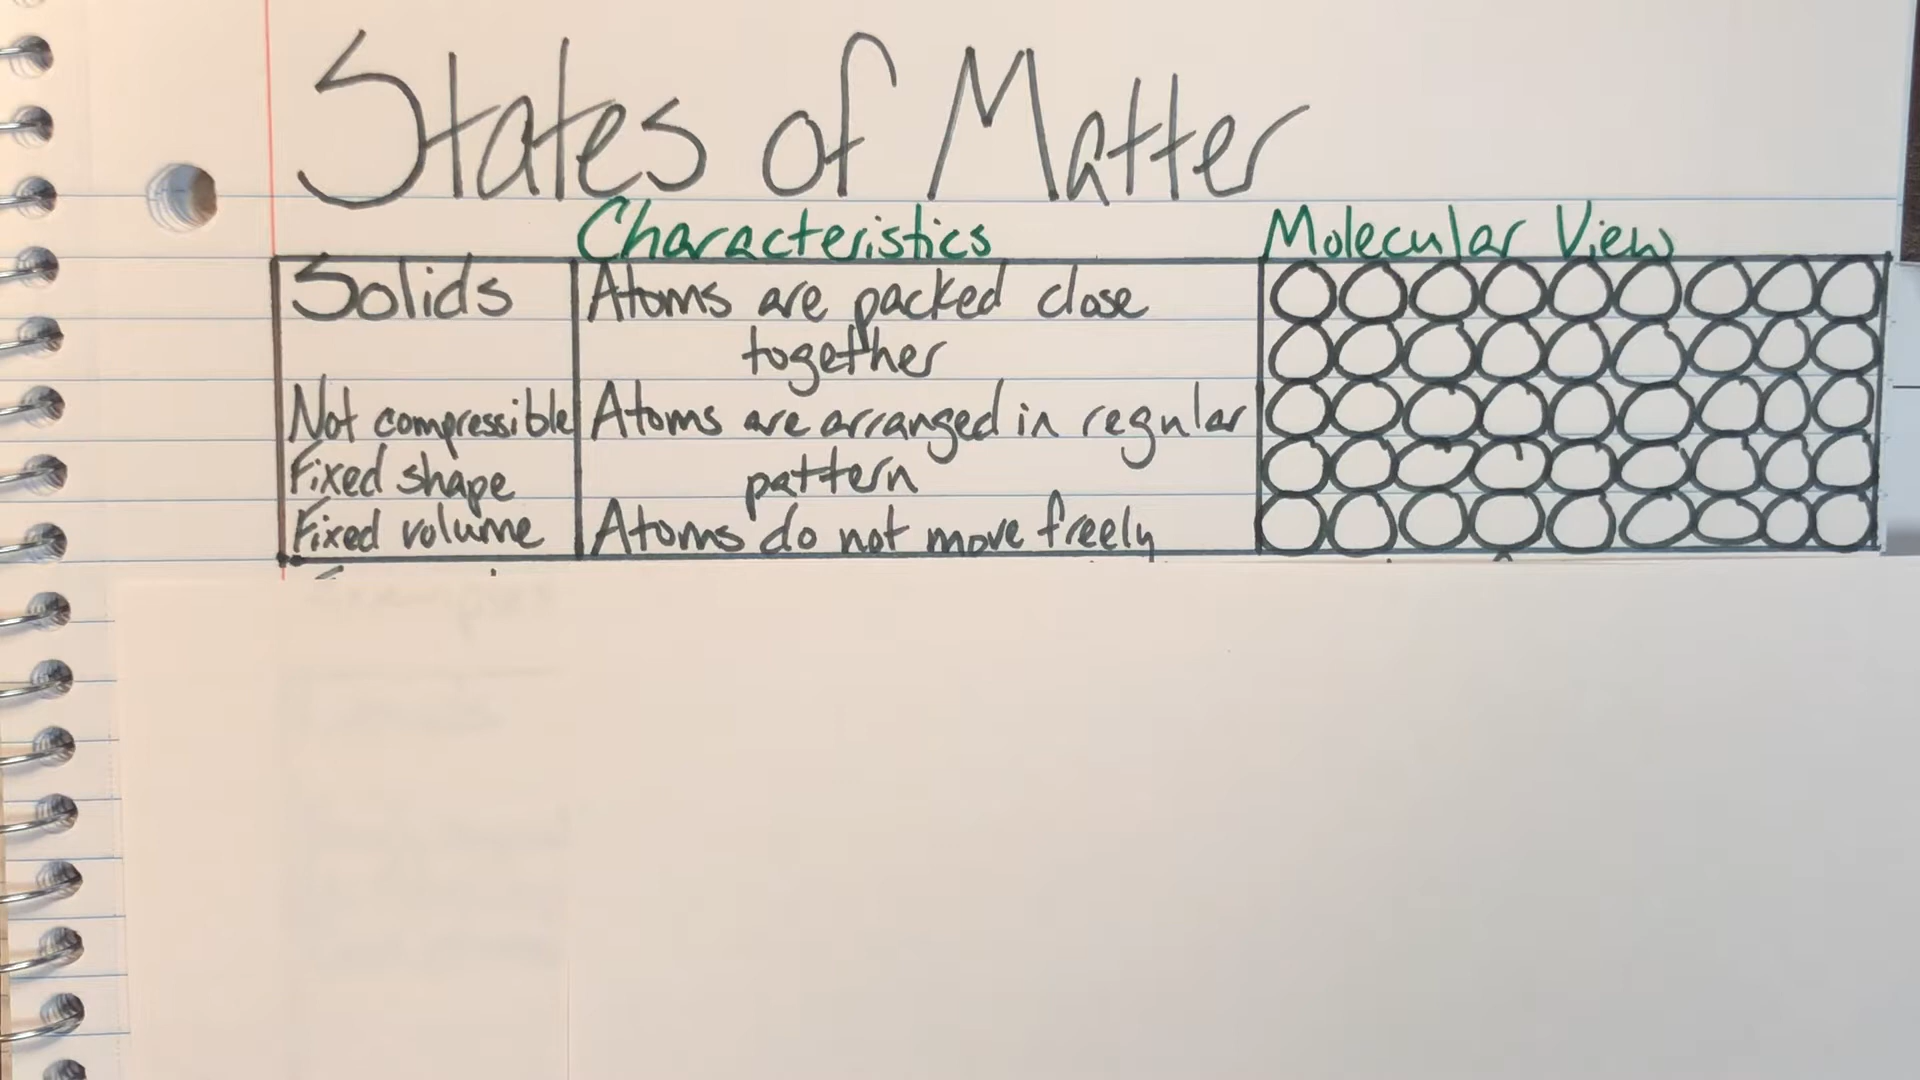 States of Matter
Characteristics
Molecular View
Solids
Not compressible
Fixed shape
Fixed volume
Atoms are packed close
together
Atoms are arranged in regular
pattern
Atoms do not move freely